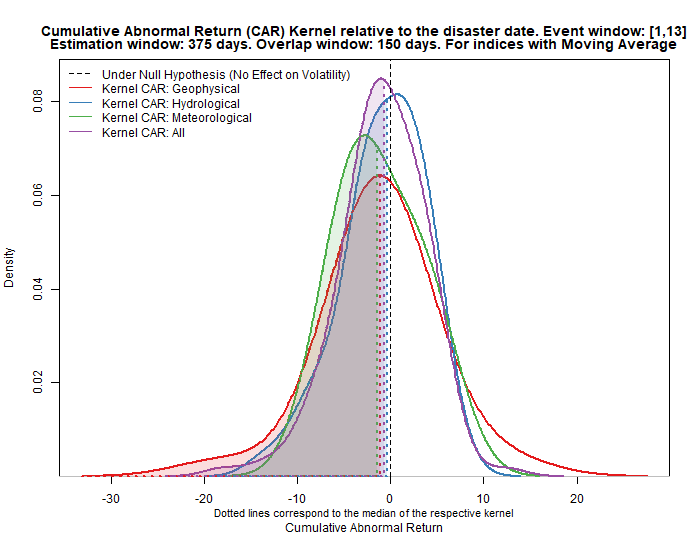 Cumulative Abnormal Return (CAR) Kernel relative to the disaster date. Event window: [1,13]
Estimation window: 375 days. Overlap window: 150 days. For indices with Moving Average
Under Null Hypothesis (No Effect on Volatility)
Kernel CAR: Geophysical
Kernel CAR: Hydrological
Kernel CAR: Meteorological
Kernel CAR: All
Density
0.08
0.06
0.04
0.02
-30 -20 -10 0 10 20
Dotted lines correspond to the median of the respective kernel
Cumulative Abnormal Return